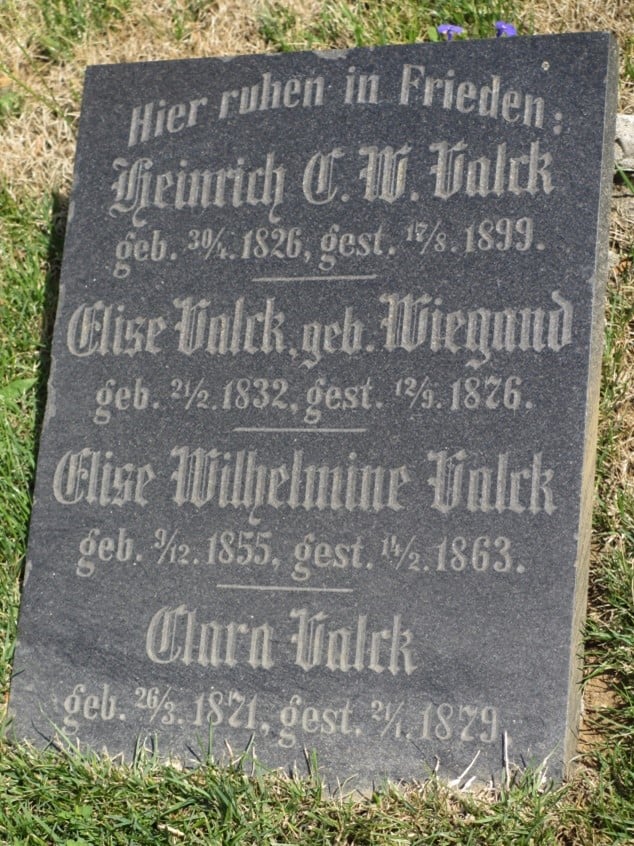 Hier ruhen in Frieden:
Heinrich C. W. Valck
geb. 30/4. 1826, gest. 17/8. 1899.
Elise Valck, geb. Wiegand
geb. 21/2. 1832, gest. 12/9. 1876.
Elise Wilhelmine Valck
geb. 9/12. 1855, gest. 14/2. 1863.
Clara Valck
geb. 26/3. 1871, gest. 21/1. 1879